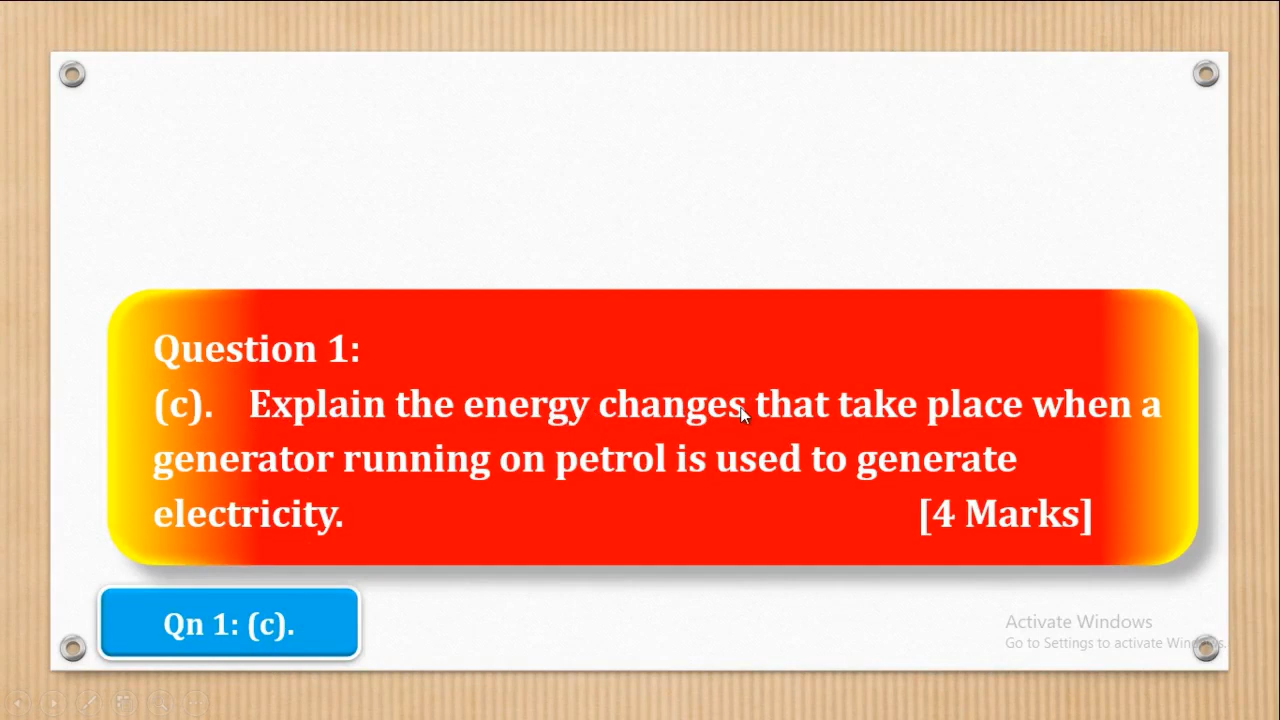 Question 1:
(c). Explain the energy changes that take place when a
generator running on petrol is used to generate
electricity. [4 Marks]
Qn 1: (c).
Activate Windows
Go to Settings to activate Windows.